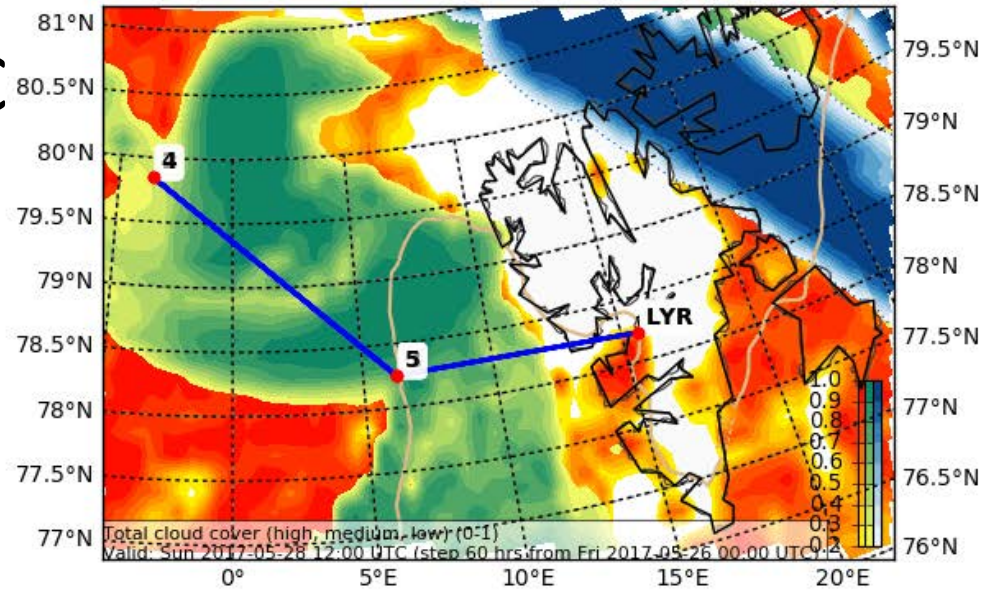 81°N
80.5°N
80°N
79.5°N
79°N
78.5°N
78°N
77.5°N
77°N
79.5°N
79°N
78.5°N
78°N
77.5°N
77°N
76.5°N
76°N
4
5
LYR
1.0
0.9
0.8
0.7
0.6
0.5
0.4
0.3
0.2
Total cloud cover (high, medium, low) (0-1)
Valid: Sun 2017-05-28 12:00 UTC (step 60 hrs from Fri 2017-05-26 00:00 UTC)
0°
5°E
10°E
15°E
20°E